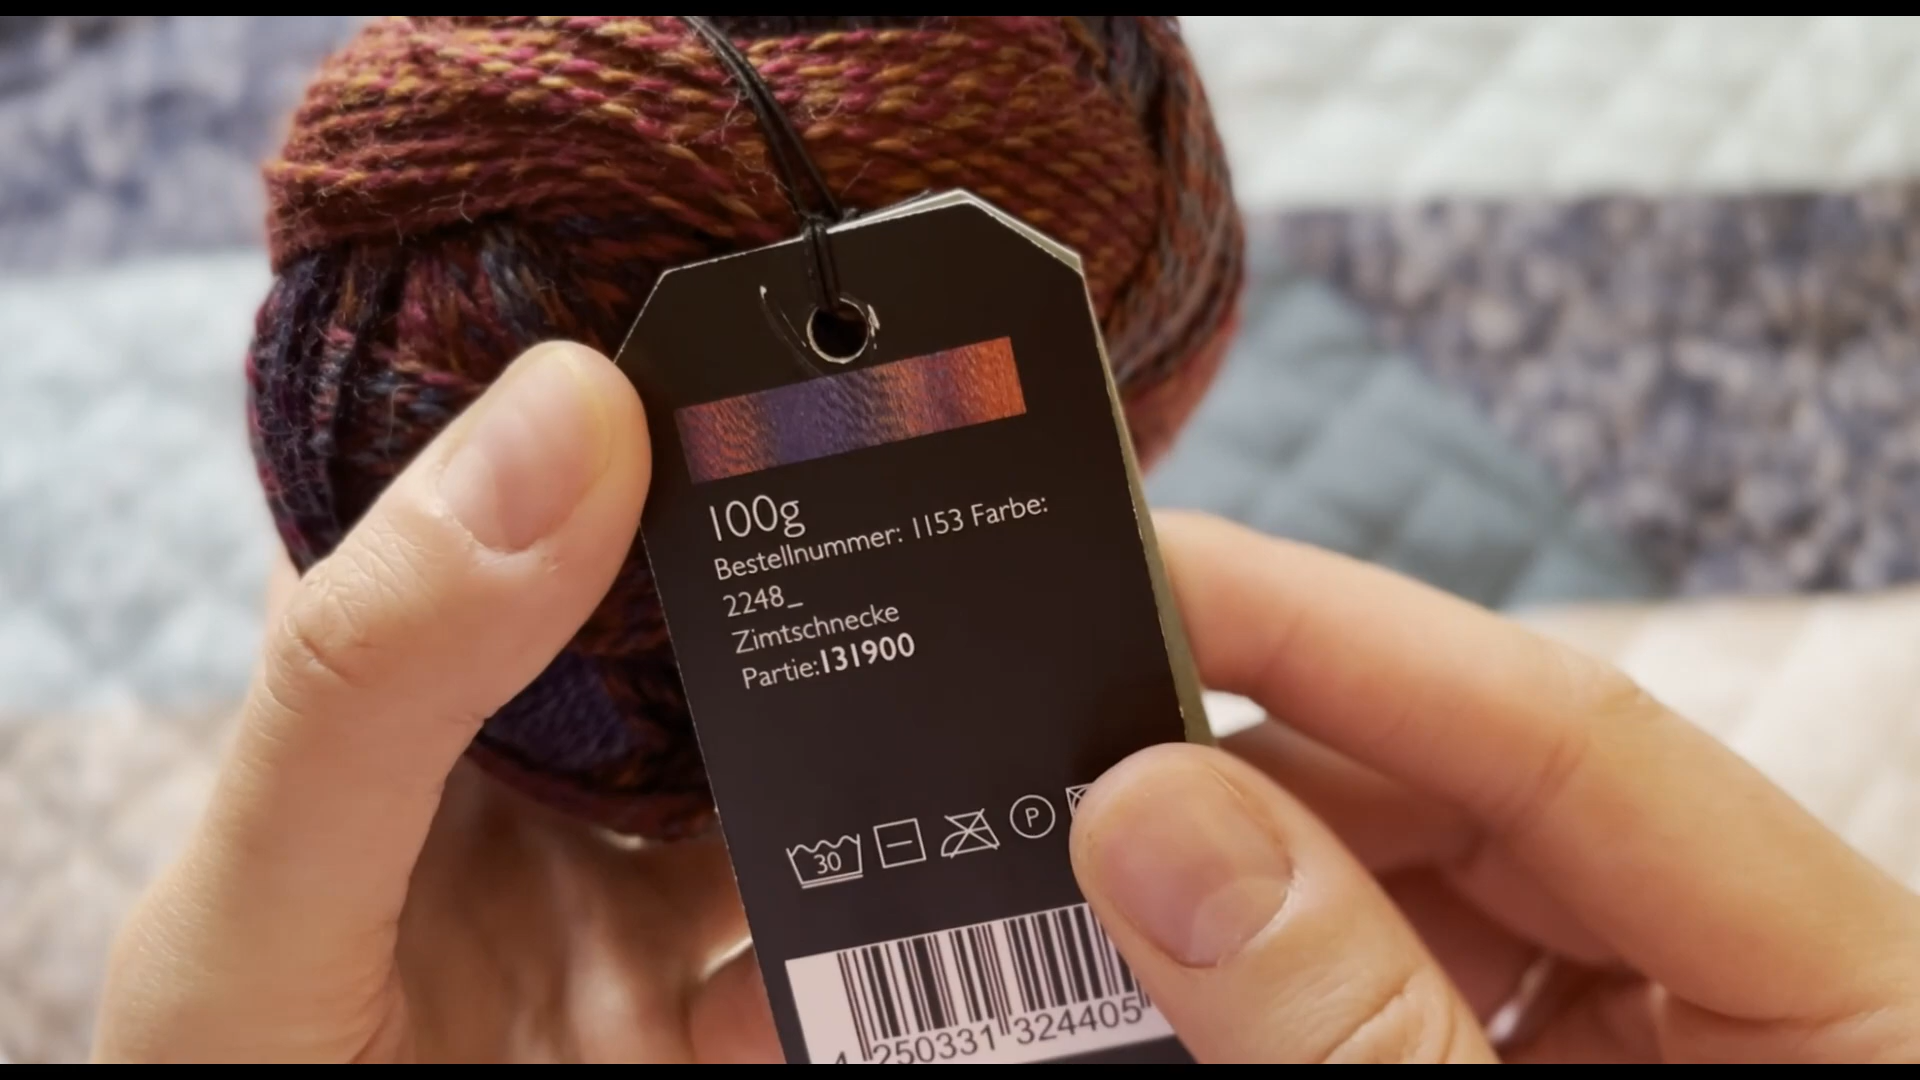 100g
Bestellnummer: 1153 Farbe:
2248_
Zimtschnecke
Partie:131900
30 P
4 250331 324405